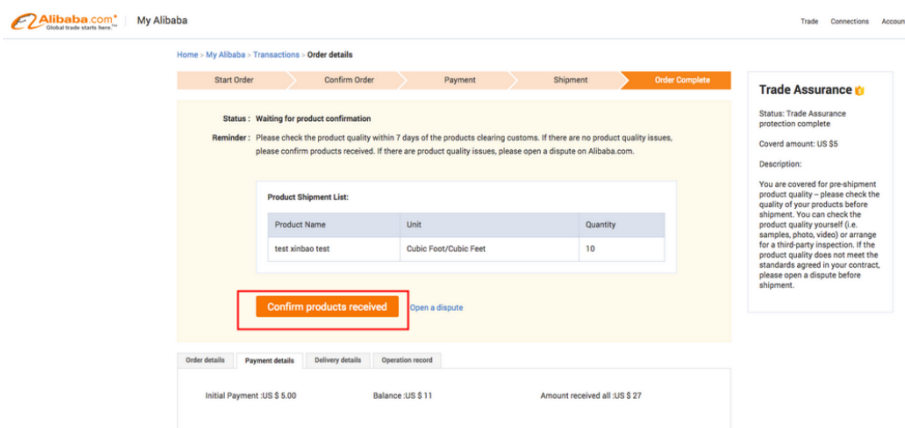 Alibaba.com™
Global trade starts here.™
My Alibaba
Trade Connections Accoun
Home > My Alibaba > Transactions > Order details
Start Order
Confirm Order
Payment
Shipment
Order Complete
Status : Waiting for product confirmation
Reminder : Please check the product quality within 7 days of the products clearing customs. If there are no product quality issues,
please confirm products received. If there are product quality issues, please open a dispute on Alibaba.com.
Product Shipment List:
Product Name Unit Quantity
test xinbao test Cubic Foot/Cubic Feet 10
Confirm products received
Open a dispute
Order details
Payment details
Delivery details
Operation record
Initial Payment :US $ 5.00
Balance :US $ 11
Amount received all :US $ 27
Trade Assurance
Status: Trade Assurance
protection complete
Coverd amount: US $5
Description:
You are covered for pre-shipment
product quality – please check the
quality of your products before
shipment. You can check the
product quality yourself (i.e.
samples, photo, video) or arrange
for a third-party inspection. If the
product quality does not meet the
standards agreed in your contract,
please open a dispute before
shipment.